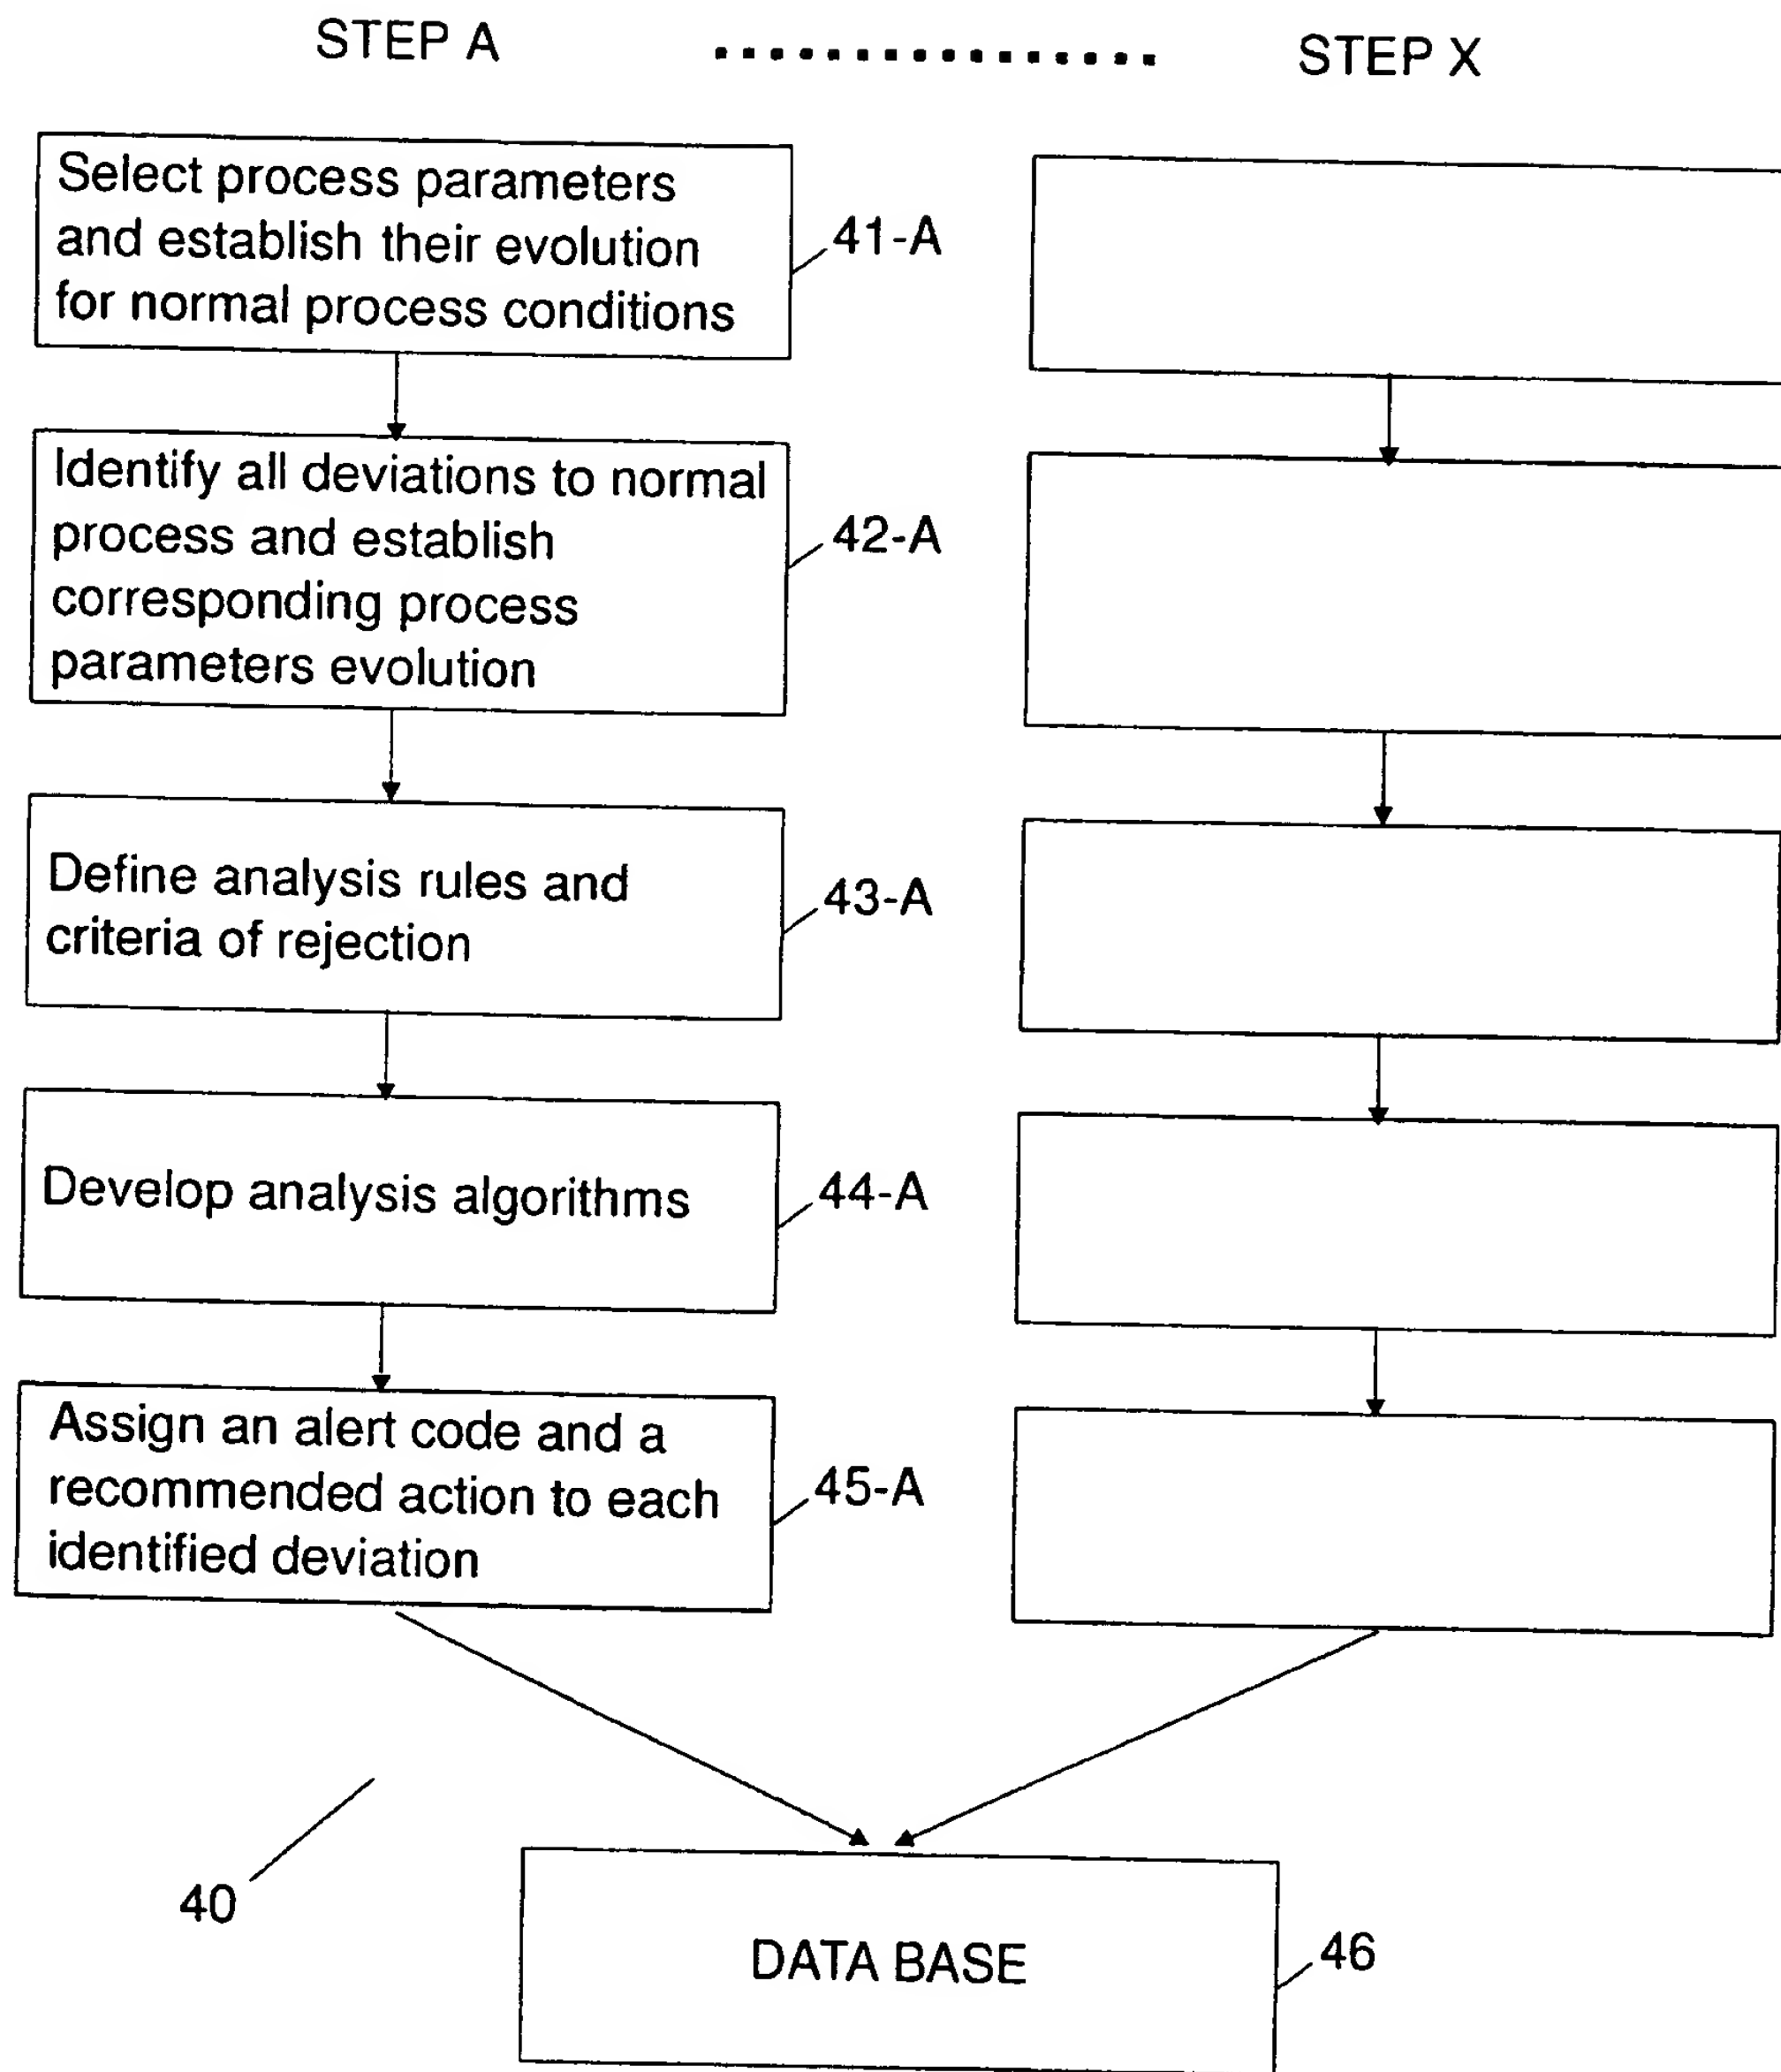 STEP A ................ STEP X
Select process parameters
and establish their evolution
for normal process conditions
41-A
Identify all deviations to normal
process and establish
corresponding process
parameters evolution
42-A
Define analysis rules and
criteria of rejection
43-A
Develop analysis algorithms
44-A
Assign an alert code and a
recommended action to each
identified deviation
45-A
40
DATA BASE
46